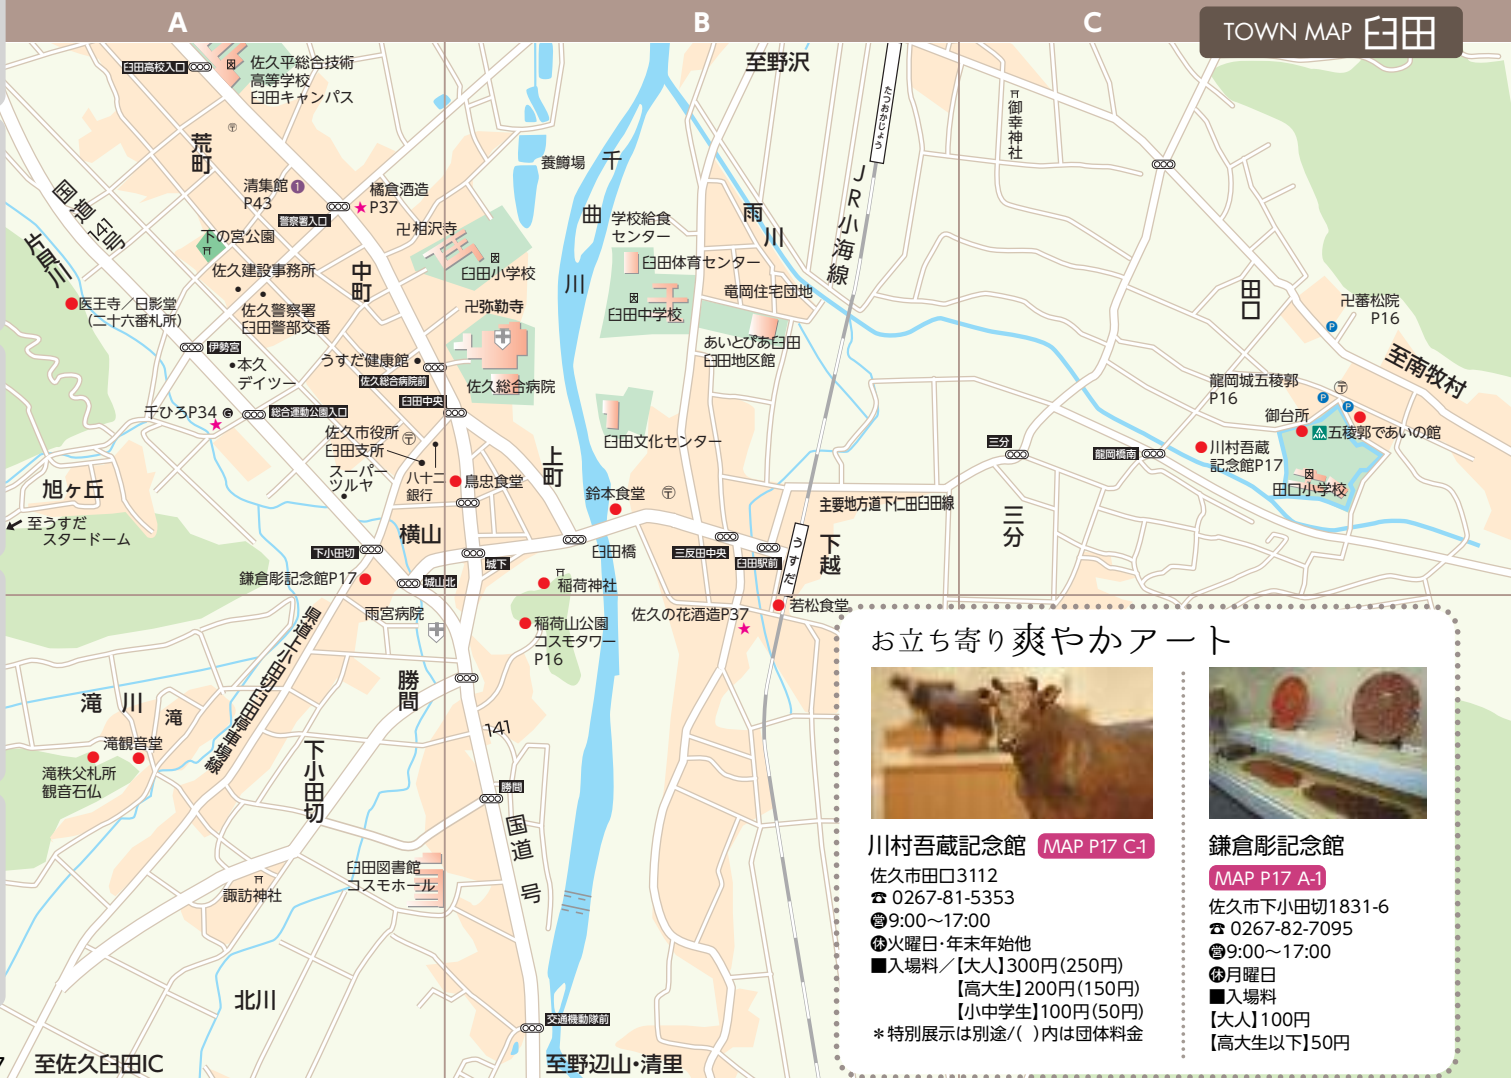 A
B
C
TOWN MAP 臼田
臼田高校入口
佐久平総合技術
高等学校
臼田キャンパス
至野沢
たつおかじょう
御幸神社
荒町
養鱒場
千曲川
JR小海線
国道141号
清集館 1
P43
橘倉酒造
★P37
警察署入口
卍相沢寺
学校給食
センター
雨川
片貝川
下の宮公園
臼田小学校
臼田体育センター
佐久建設事務所
中町
竜岡住宅団地
田口
医王寺/日影堂
(二十六番札所)
佐久警察署
臼田警部交番
卍弥勒寺
臼田中学校
卍蕃松院
P16
P
伊勢宮
あいとぴあ臼田
臼田地区館
至南牧村
本久
デイツー
うすだ健康館
佐久総合病院前
佐久総合病院
龍岡城五稜郭
P16
P
P
臼田中央
千ひろP34
総合運動公園入口
御台所
五稜郭であいの館
佐久市役所
臼田支所
臼田文化センター
三分
龍岡橋南
川村吾蔵
記念館P17
スーパー
ツルヤ
八十二
銀行
鳥忠食堂
上町
田口小学校
旭ヶ丘
鈴本食堂
主要地方道下仁田臼田線
三分
至うすだ
スタードーム
横山
下小田切
臼田橋
三反田中央
臼田駅前
うすだ
下越
城下
鎌倉彫記念館P17
城山北
稲荷神社
雨宮病院
稲荷山公園
コスモタワー
P16
佐久の花酒造P37
若松食堂
県道上小田切臼田停車場線
勝間
滝川
滝
滝観音堂
滝秩父札所
観音石仏
下小田切
141
勝間
国道
号
臼田図書館
コスモホール
諏訪神社
北川
交通機動隊前
至佐久臼田IC
至野辺山・清里
7
お立ち寄り爽やかアート
川村吾蔵記念館 MAP P17 C-1
佐久市田口3112
☎ 0267-81-5353
営9:00〜17:00
休火曜日・年末年始他
■入場料/【大人】300円(250円)
【高大生】200円(150円)
【小中学生】100円(50円)
＊特別展示は別途/( )内は団体料金
鎌倉彫記念館
MAP P17 A-1
佐久市下小田切1831-6
☎ 0267-82-7095
営9:00〜17:00
休月曜日
■入場料
【大人】100円
【高大生以下】50円